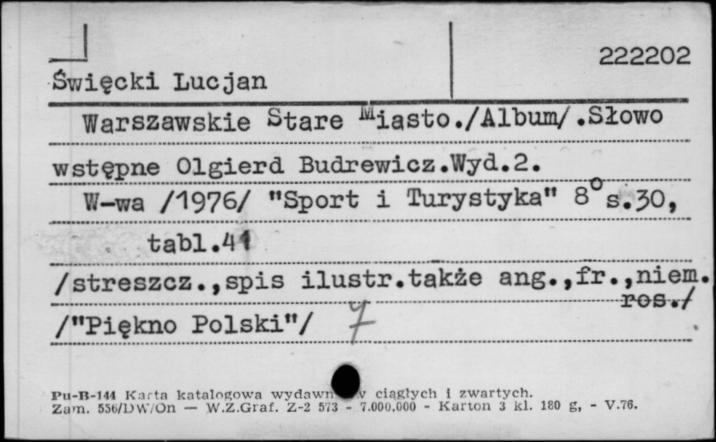 222202
Święcki Lucjan
Warszawskie Stare Miasto./Album/.Słowo
wstępne Olgierd Budrewicz.Wyd.2.
W-wa /1976/ "Sport i Turystyka" 8° s.30,
tabl.41
/streszcz.,spis ilustr.także ang.,fr.,niem.
ros./
/"Piękno Polski"/ 7
Pu-B-144 Karta katalogowa ciągłych i zwartych.
Zam. 556/DW/On — W.Z.Graf. Z-2 573 - 7.000.000 - Karton 3 kl. 180 g, - V.76.